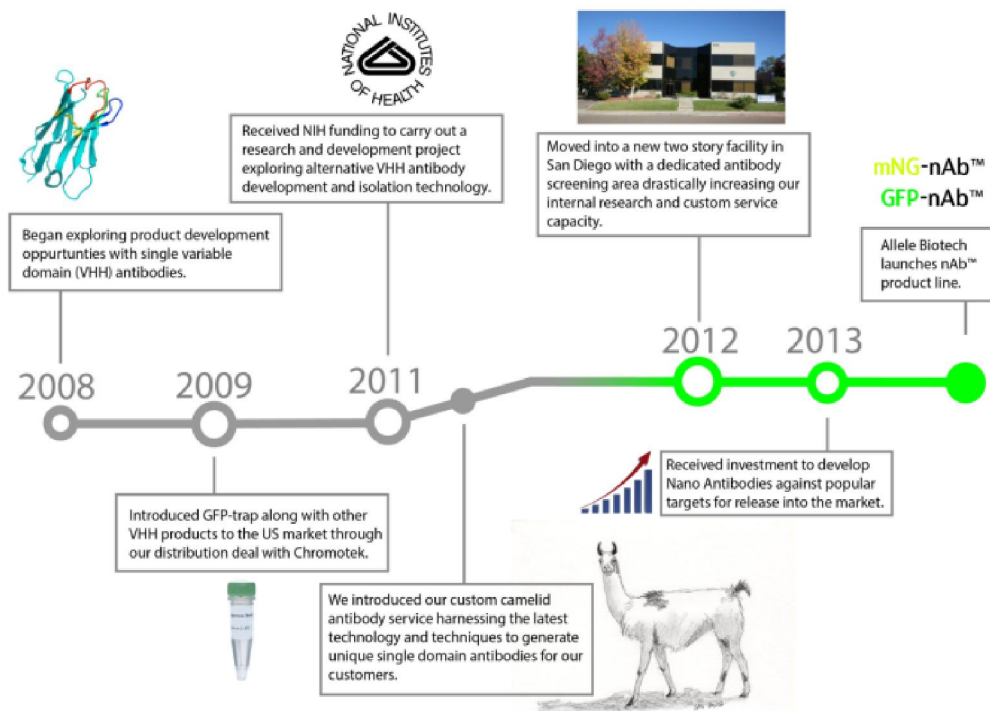 NATIONAL INSTITUTES
OF HEALTH
Received NIH funding to carry out a
research and development project
exploring alternative VHH antibody
development and isolation technology.
Moved into a new two story facility in
San Diego with a dedicated antibody
screening area drastically increasing our
internal research and custom service
capacity.
mNG-nAb™
GFP-nAb™
Began exploring product development
oppurtunties with single variable
domain (VHH) antibodies.
Allele Biotech
launches nAb™
product line.
2008
2009
2011
2012
2013
Introduced GFP-trap along with other
VHH products to the US market through
our distribution deal with Chromotek.
Received investment to develop
Nano Antibodies against popular
targets for release into the market.
We introduced our custom camelid
antibody service harnessing the latest
technology and techniques to generate
unique single domain antibodies for our
customers.